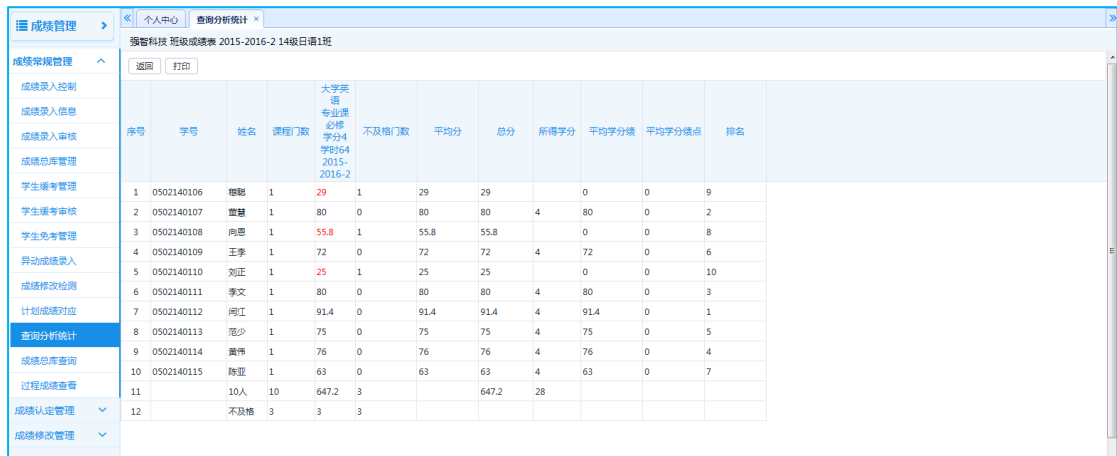 成绩管理
成绩常规管理
成绩录入控制
成绩录入信息
成绩录入审核
成绩总库管理
学生缓考管理
学生缓考审核
学生免考管理
异动成绩录入
成绩修改检测
计划成绩对应
查询分析统计
成绩总库查询
过程成绩查看
成绩认定管理
成绩修改管理
个人中心 查询分析统计 ×
强智科技 班级成绩表 2015-2016-2 14级日语1班
返回 打印
序号 学号 姓名 课程门数 大学英语 专业课 必修 学分4 学时64 2015-2016-2 不及格门数 平均分 总分 所得学分 平均学分绩 平均学分绩点 排名
1 0502140106 穆聪 1 29 1 29 29 0 0 9
2 0502140107 董慧 1 80 0 80 80 4 80 0 2
3 0502140108 向恩 1 55.8 1 55.8 55.8 0 0 8
4 0502140109 王李 1 72 0 72 72 4 72 0 6
5 0502140110 刘正 1 25 1 25 25 0 0 10
6 0502140111 李文 1 80 0 80 80 4 80 0 3
7 0502140112 闾江 1 91.4 0 91.4 91.4 4 91.4 0 1
8 0502140113 范少 1 75 0 75 75 4 75 0 5
9 0502140114 黄伟 1 76 0 76 76 4 76 0 4
10 0502140115 陈亚 1 63 0 63 63 4 63 0 7
11 10人 10 647.2 3 647.2 28
12 不及格 3 3 3